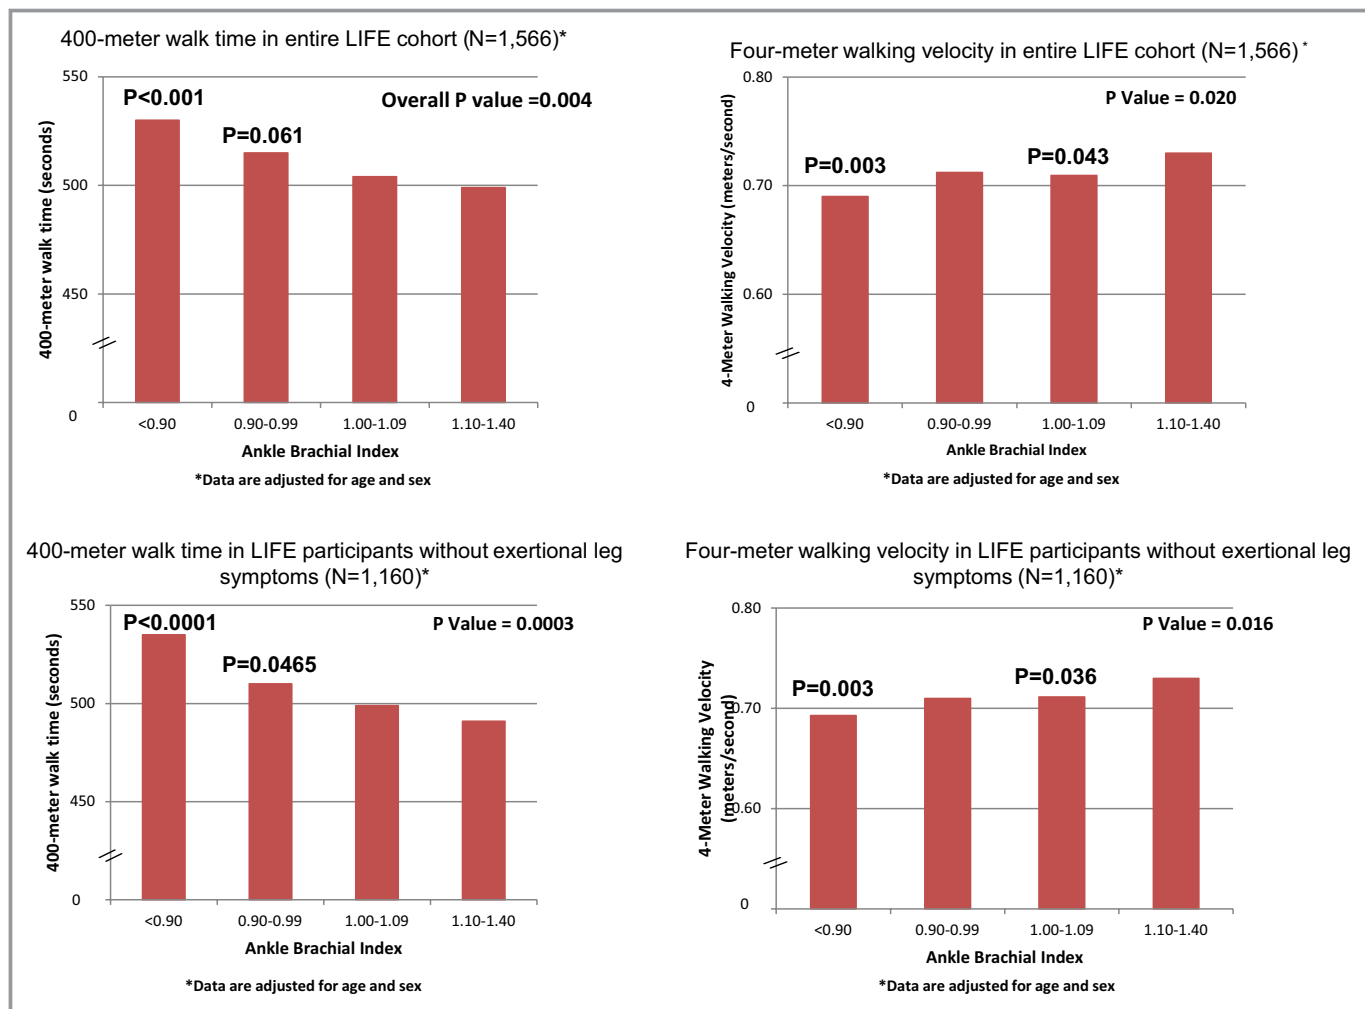 400-meter walk time in entire LIFE cohort (N=1,566)*
550
500
450
0
400-meter walk time (seconds)
P<0.001
Overall P value =0.004
P=0.061
<0.90
0.90-0.99
1.00-1.09
1.10-1.40
Ankle Brachial Index
*Data are adjusted for age and sex
Four-meter walking velocity in entire LIFE cohort (N=1,566) *
0.80
0.70
0.60
0
4-Meter Walking Velocity (meters/second)
P Value = 0.020
P=0.003
P=0.043
<0.90
0.90-0.99
1.00-1.09
1.10-1.40
Ankle Brachial Index
*Data are adjusted for age and sex
400-meter walk time in LIFE participants without exertional leg
symptoms (N=1,160)*
550
500
450
0
400-meter walk time (seconds)
P<0.0001
P Value = 0.0003
P=0.0465
<0.90
0.90-0.99
1.00-1.09
1.10-1.40
Ankle Brachial Index
*Data are adjusted for age and sex
Four-meter walking velocity in LIFE participants without exertional leg
symptoms (N=1,160)*
0.80
0.70
0.60
0
4-Meter Walking Velocity
(meters/second)
P Value = 0.016
P=0.003
P=0.036
<0.90
0.90-0.99
1.00-1.09
1.10-1.40
Ankle Brachial Index
*Data are adjusted for age and sex